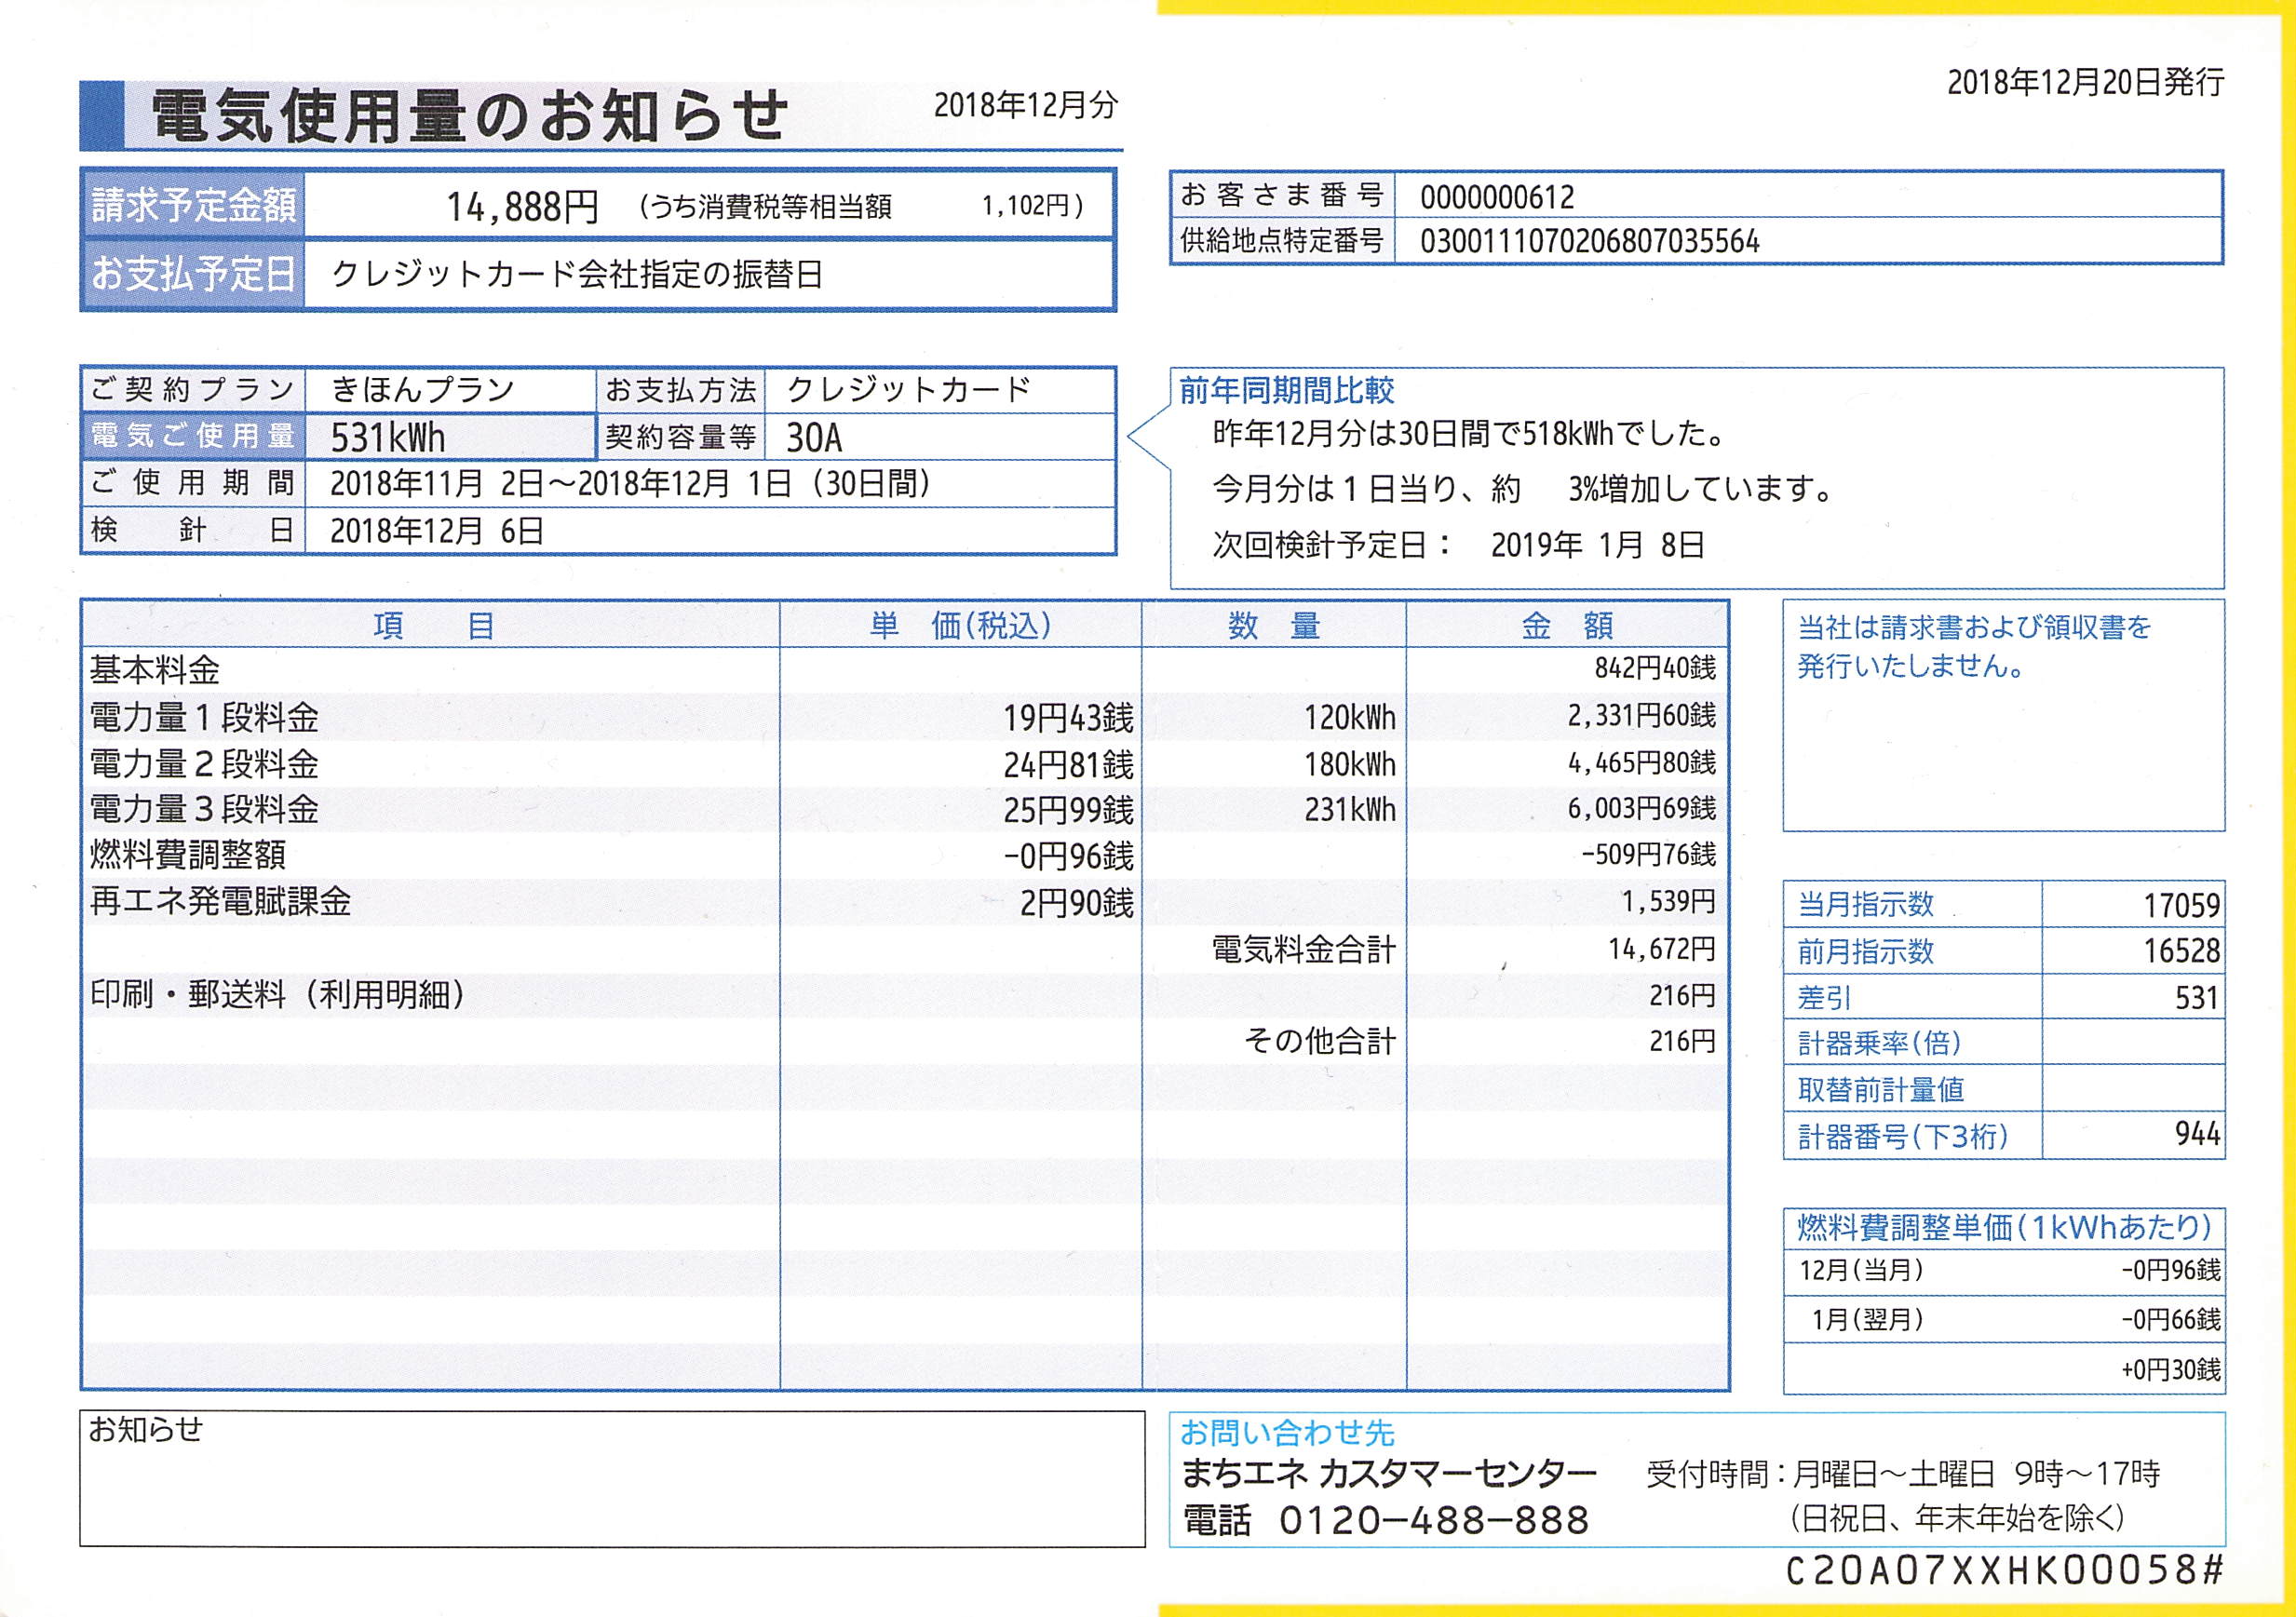 2018年12月20日発行
電気使用量のお知らせ 2018年12月分
請求予定金額 14,888円 (うち消費税等相当額 1,102円)
お支払予定日 クレジットカード会社指定の振替日
お客さま番号 0000000612
供給地点特定番号 0300111070206807035564
ご契約プラン きほんプラン お支払方法 クレジットカード
電気ご使用量 531kWh 契約容量等 30A
ご使用期間 2018年11月 2日～2018年12月 1日 (30日間)
検針日 2018年12月 6日
前年同期間比較
昨年12月分は30日間で518kWhでした。
今月分は１日当り、約 3%増加しています。
次回検針予定日： 2019年 1月 8日
項目 単価(税込) 数量 金額
基本料金 842円40銭
電力量１段料金 19円43銭 120kWh 2,331円60銭
電力量２段料金 24円81銭 180kWh 4,465円80銭
電力量３段料金 25円99銭 231kWh 6,003円69銭
燃料費調整額 -0円96銭 -509円76銭
再エネ発電賦課金 2円90銭 1,539円
電気料金合計 14,672円
印刷・郵送料（利用明細） 216円
その他合計 216円
当社は請求書および領収書を
発行いたしません。
当月指示数 17059
前月指示数 16528
差引 531
計器乗率(倍)
取替前計量値
計器番号(下3桁) 944
燃料費調整単価(1kWhあたり)
12月(当月) -0円96銭
1月(翌月) -0円66銭
+0円30銭
お知らせ
お問い合わせ先
まちエネ カスタマーセンター 受付時間：月曜日～土曜日 9時～17時
電話 0120-488-888 (日祝日、年末年始を除く)
C20A07XXHK00058#